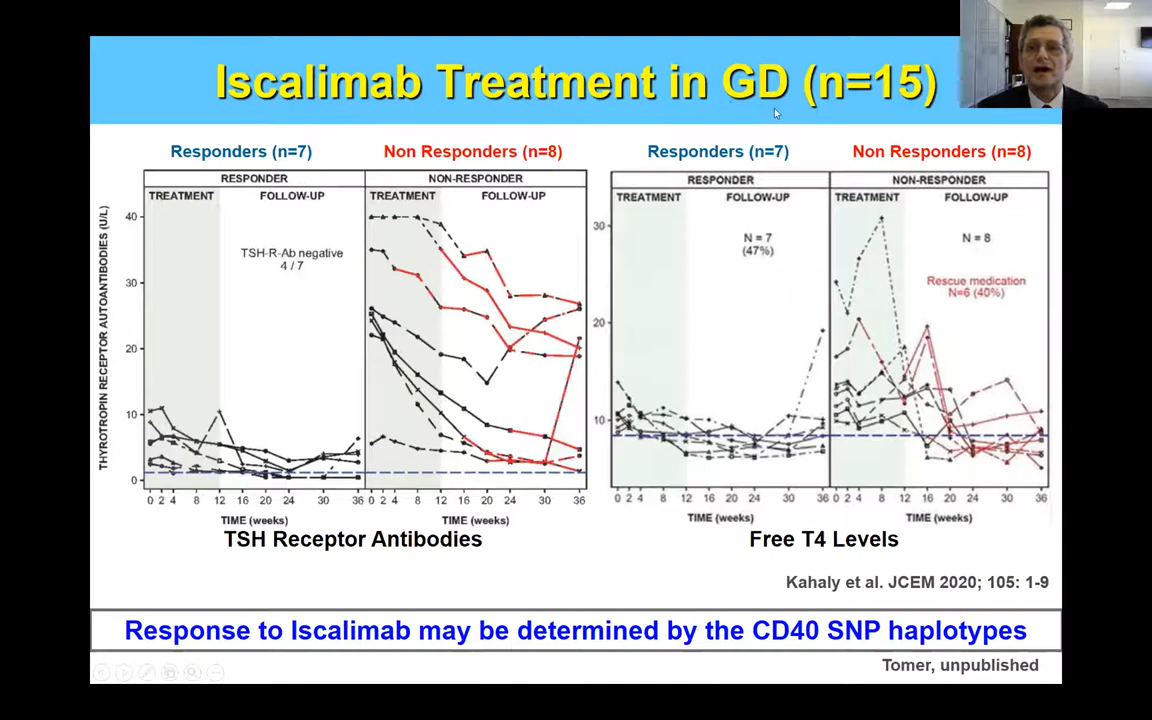 Iscalimab Treatment in GD (n=15)
Responders (n=7)
Non Responders (n=8)
RESPONDER
NON-RESPONDER
TREATMENT
FOLLOW-UP
TREATMENT
FOLLOW-UP
THYROTROPIN RECEPTOR AUTOANTIBODIES (U/L)
40
30
20
10
0
TSH-R-Ab negative
4 / 7
0 2 4 8 12 16 20 24 30 36
0 2 4 8 12 16 20 24 30 36
TIME (weeks)
TIME (weeks)
TSH Receptor Antibodies
Responders (n=7)
Non Responders (n=8)
RESPONDER
NON-RESPONDER
TREATMENT
FOLLOW-UP
TREATMENT
FOLLOW-UP
30
20
10
N = 7
(47%)
N = 8
Rescue medication
N=6 (40%)
0 2 4 8 12 16 20 24 30 36
0 2 4 8 12 16 20 24 30 36
TIME (weeks)
TIME (weeks)
Free T4 Levels
Kahaly et al. JCEM 2020; 105: 1-9
Response to Iscalimab may be determined by the CD40 SNP haplotypes
Tomer, unpublished